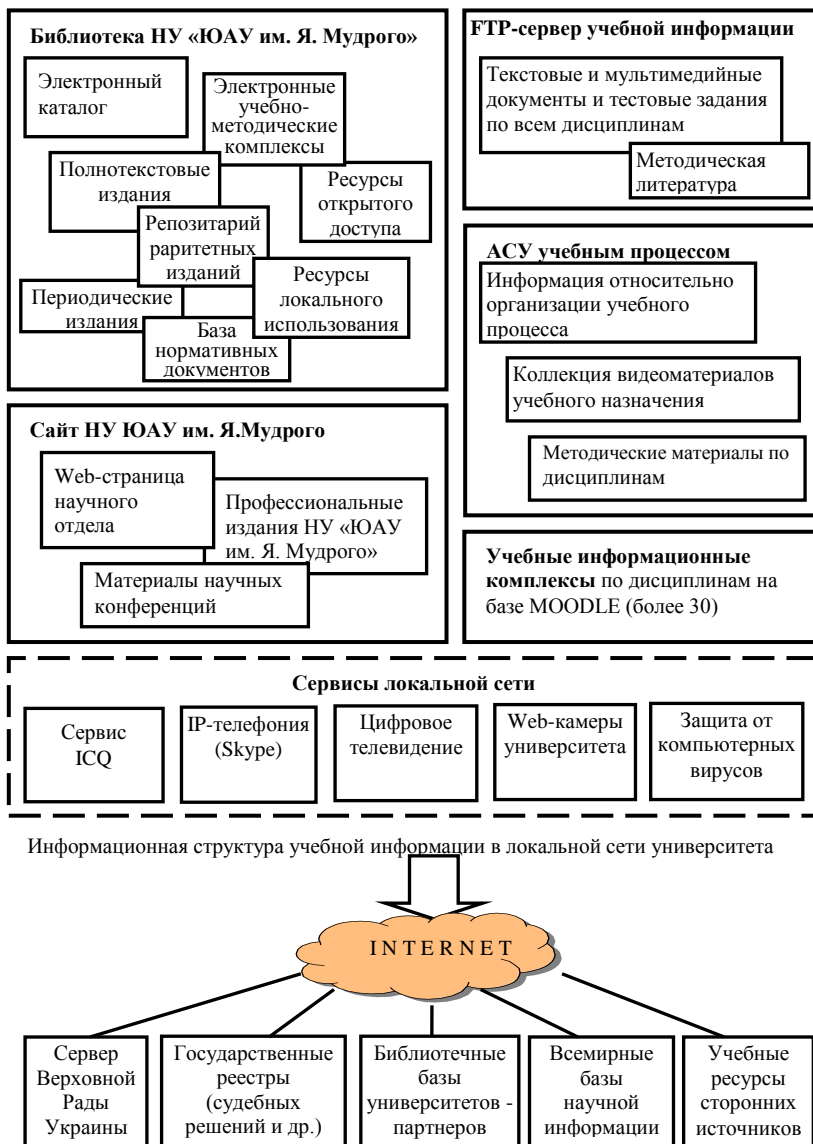 Библиотека НУ «ЮАУ им. Я. Мудрого»
Электронный
каталог
Электронные
учебно-
методические
комплексы
Полнотекстовые
издания
Ресурсы
открытого
доступа
Репозитарий
раритетных
изданий
Ресурсы
локального
использования
Периодические
издания
База
нормативных
документов
FTP-сервер учебной информации
Текстовые и мультимедийные
документы и тестовые задания
по всем дисциплинам
Методическая
литература
АСУ учебным процессом
Информация относительно
организации учебного
процесса
Коллекция видеоматериалов
учебного назначения
Методические материалы по
дисциплинам
Сайт НУ ЮАУ им. Я.Мудрого
Web-страница
научного
отдела
Профессиональные
издания НУ «ЮАУ
им. Я. Мудрого»
Материалы научных
конференций
Учебные информационные
комплексы по дисциплинам на
базе MOODLE (более 30)
Сервисы локальной сети
Сервис
ICQ
IP-телефония
(Skype)
Цифровое
телевидение
Web-камеры
университета
Защита от
компьютерных
вирусов
Информационная структура учебной информации в локальной сети университета
INTERNET
Сервер
Верховной
Рады
Украины
Государственные
реестры
(судебных
решений и др.)
Библиотечные
базы
университетов -
партнеров
Всемирные
базы
научной
информации
Учебные
ресурсы
сторонних
источников